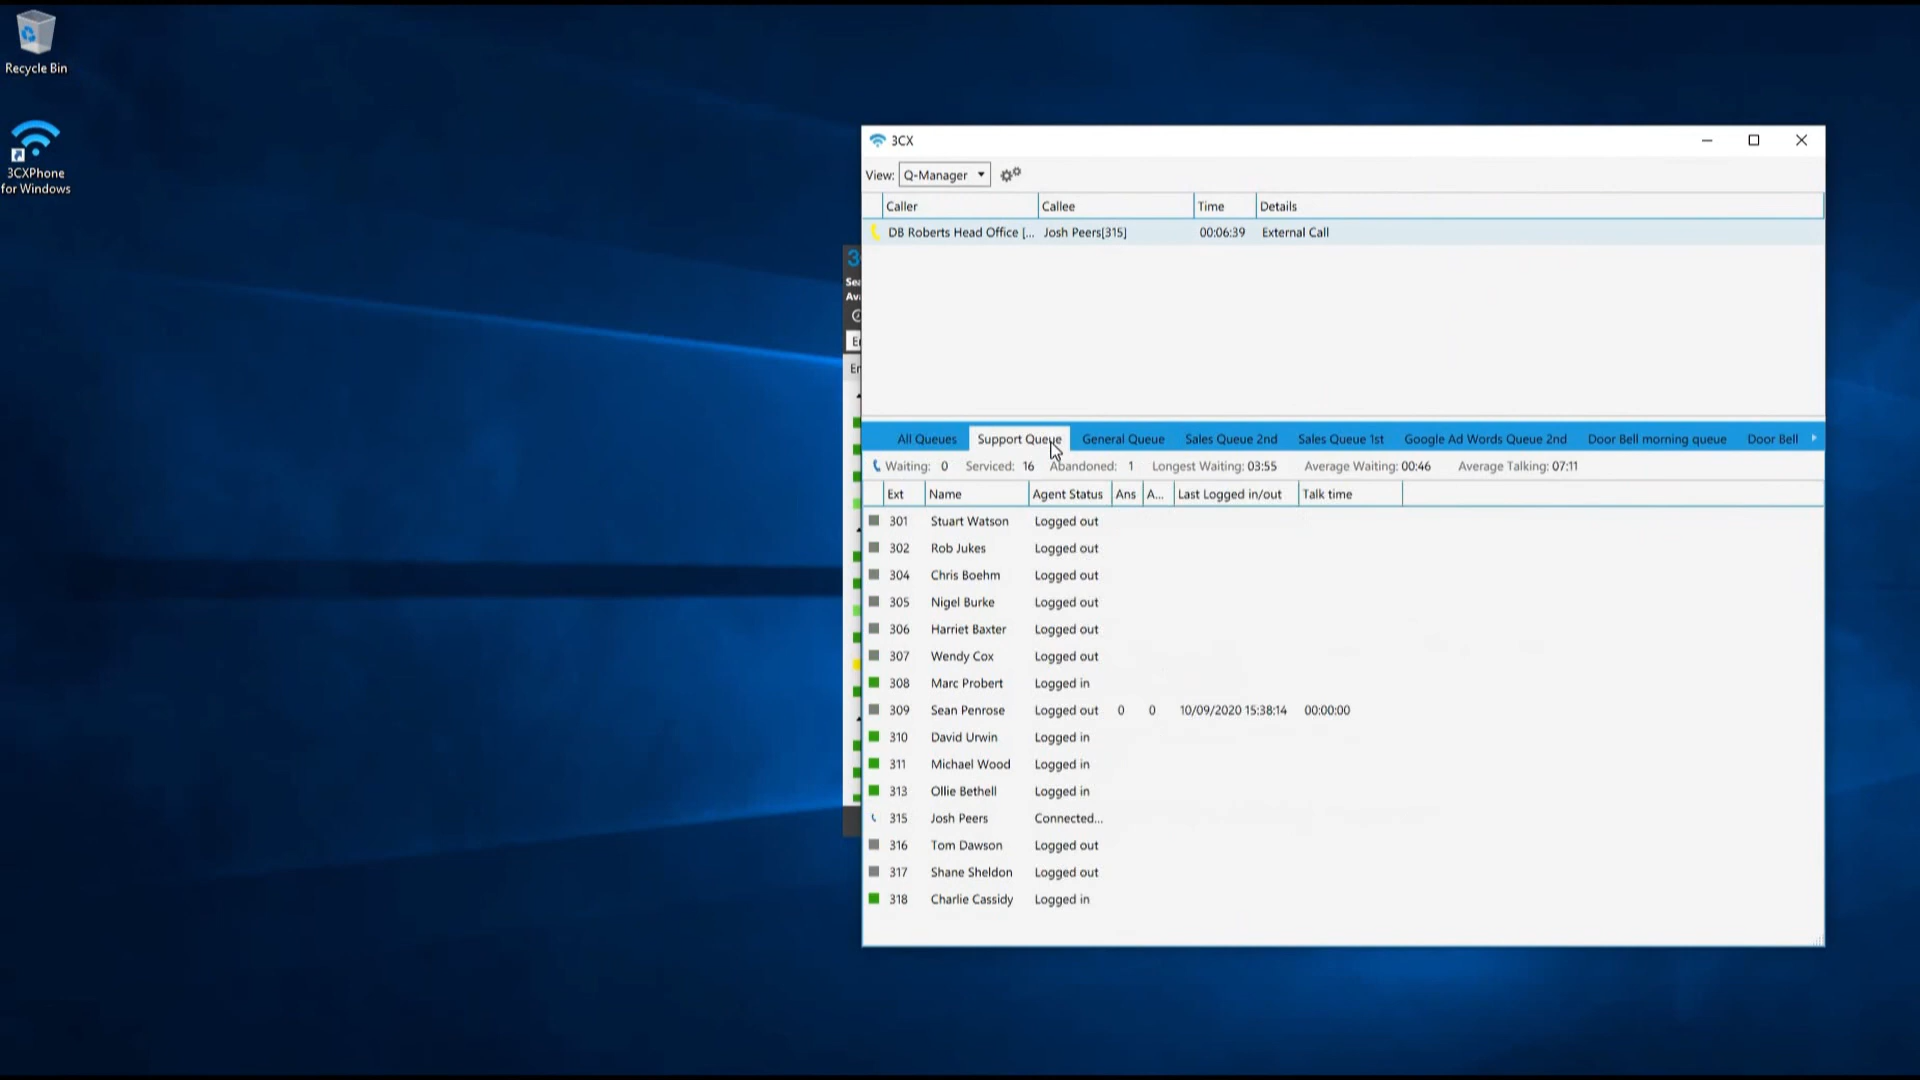 Recycle Bin
3CXPhone
for Windows
3CX
View: Q-Manager
Caller Callee Time Details
DB Roberts Head Office [... Josh Peers[315] 00:06:39 External Call
All Queues Support Queue General Queue Sales Queue 2nd Sales Queue 1st Google Ad Words Queue 2nd Door Bell morning queue Door Bell
Waiting: 0 Serviced: 16 Abandoned: 1 Longest Waiting: 03:55 Average Waiting: 00:46 Average Talking: 07:11
Ext Name Agent Status Ans A... Last Logged in/out Talk time
301 Stuart Watson Logged out
302 Rob Jukes Logged out
304 Chris Boehm Logged out
305 Nigel Burke Logged out
306 Harriet Baxter Logged out
307 Wendy Cox Logged out
308 Marc Probert Logged in
309 Sean Penrose Logged out 0 0 10/09/2020 15:38:14 00:00:00
310 David Urwin Logged in
311 Michael Wood Logged in
313 Ollie Bethell Logged in
315 Josh Peers Connected...
316 Tom Dawson Logged out
317 Shane Sheldon Logged out
318 Charlie Cassidy Logged in